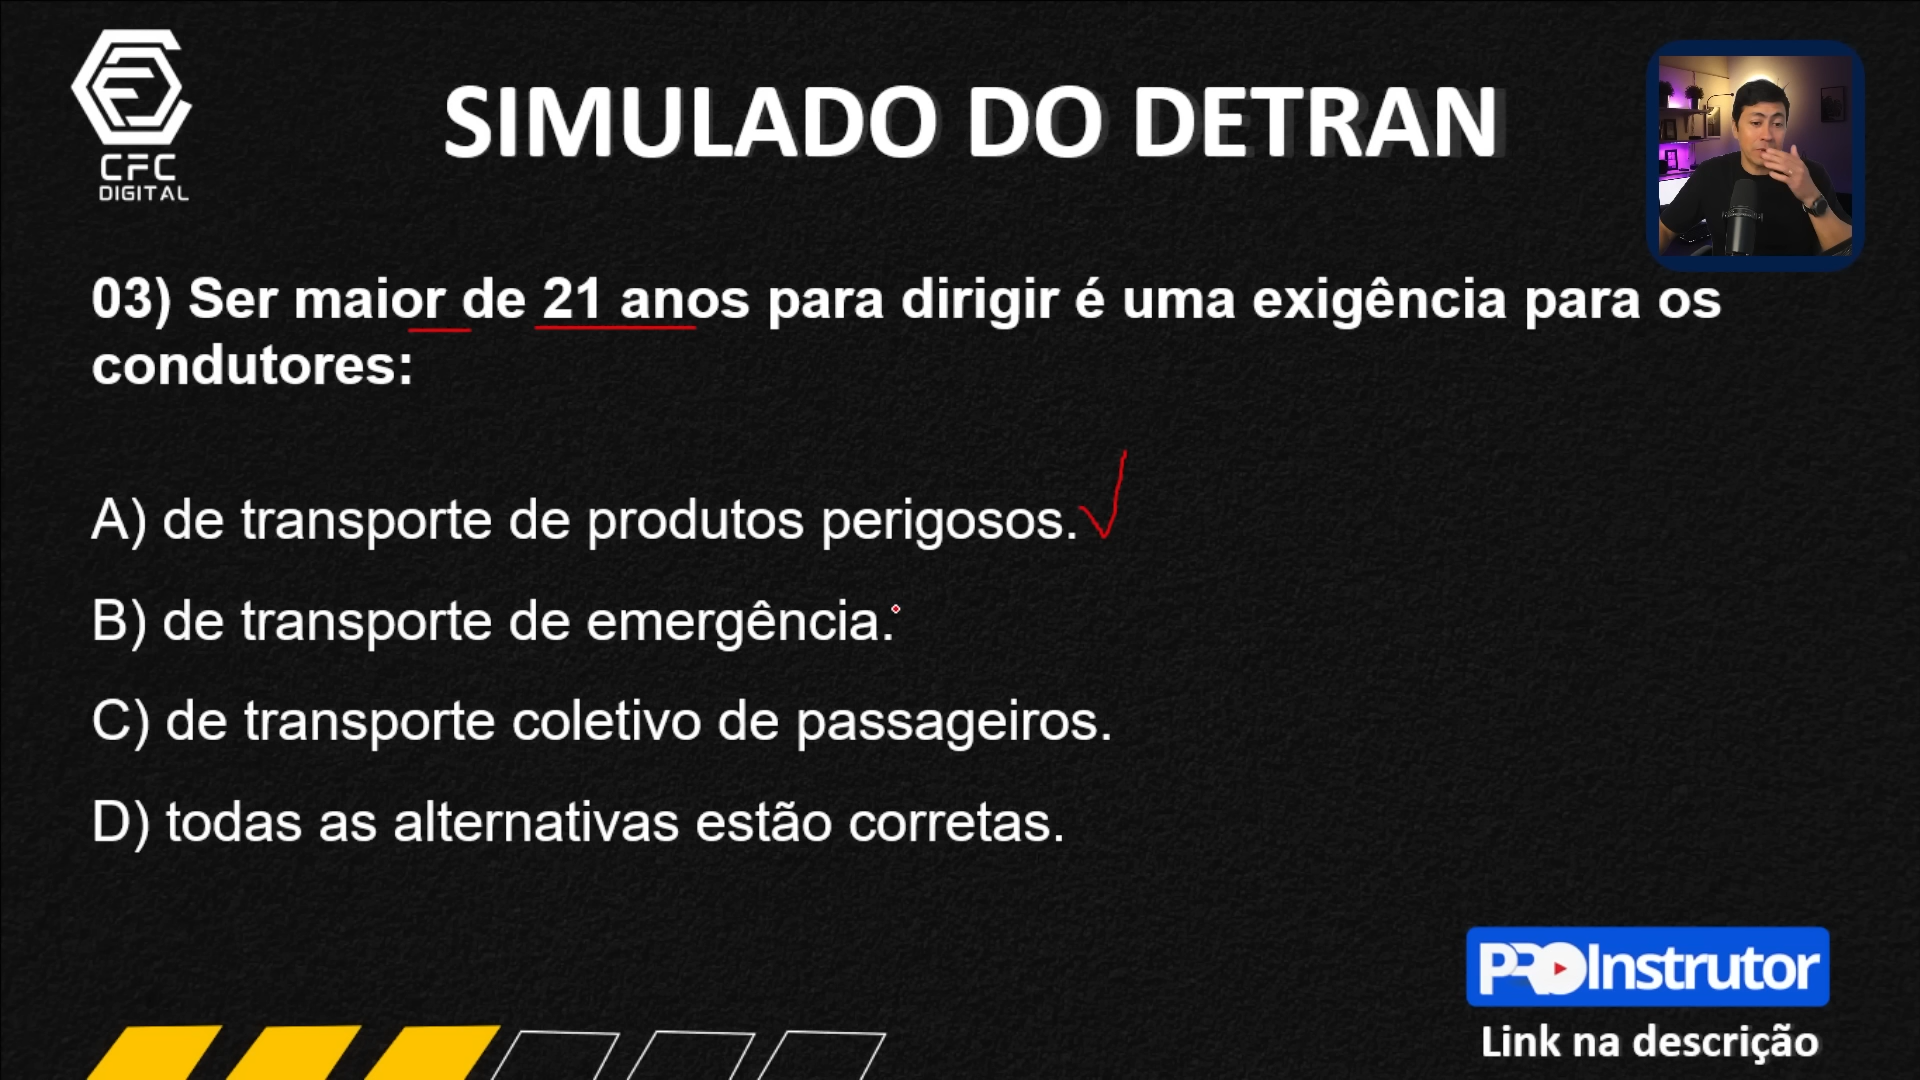 CFC
DIGITAL
SIMULADO DO DETRAN
03) Ser maior de 21 anos para dirigir é uma exigência para os
condutores:
A) de transporte de produtos perigosos.
B) de transporte de emergência.
C) de transporte coletivo de passageiros.
D) todas as alternativas estão corretas.
PROInstrutor
Link na descrição